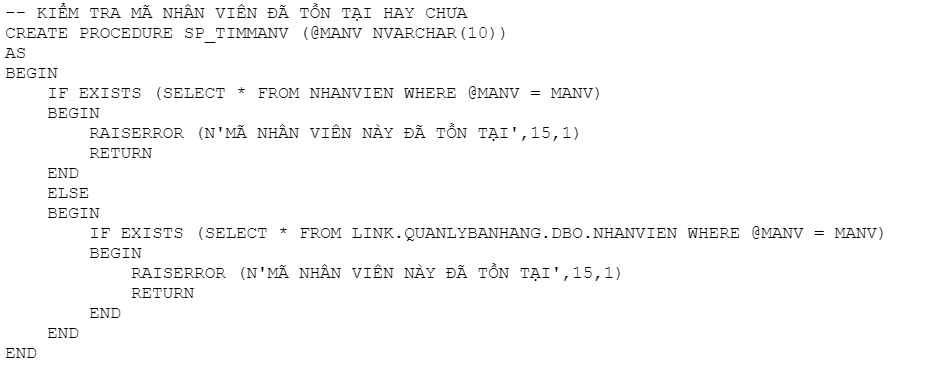 -- KIỂM TRA MÃ NHÂN VIÊN ĐÃ TỒN TẠI HAY CHƯA
CREATE PROCEDURE SP_TIMMANV (@MANV NVARCHAR(10))
AS
BEGIN
    IF EXISTS (SELECT * FROM NHANVIEN WHERE @MANV = MANV)
    BEGIN
        RAISERROR (N'MÃ NHÂN VIÊN NÀY ĐÃ TỒN TẠI',15,1)
        RETURN
    END
    ELSE
    BEGIN
        IF EXISTS (SELECT * FROM LINK.QUANLYBANHANG.DBO.NHANVIEN WHERE @MANV = MANV)
        BEGIN
            RAISERROR (N'MÃ NHÂN VIÊN NÀY ĐÃ TỒN TẠI',15,1)
            RETURN
        END
    END
END